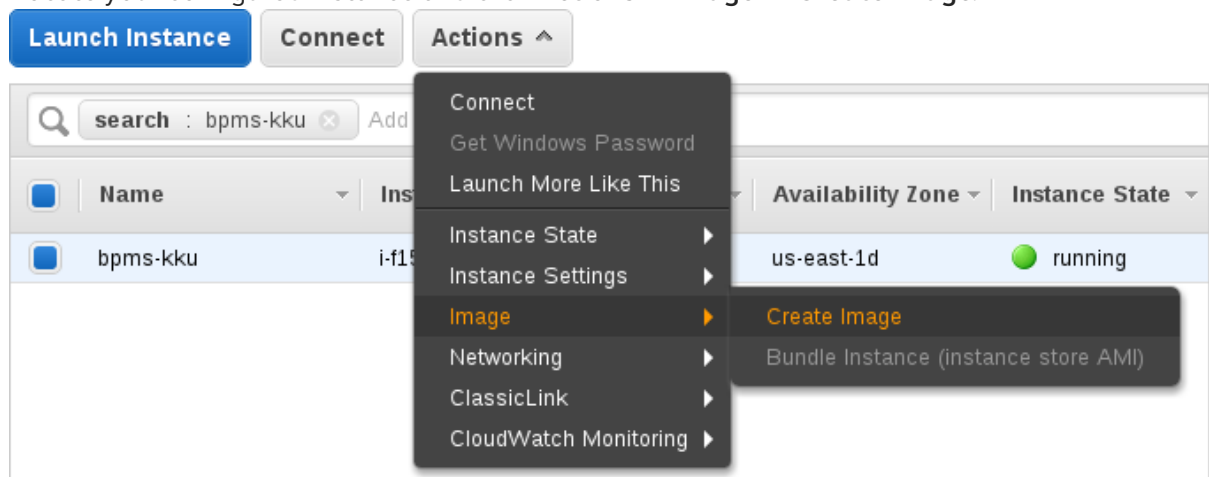 Launch Instance Connect Actions
search : bpms-kku Add
Connect
Get Windows Password
Launch More Like This
Name Ins Availability Zone Instance State
Instance State
bpms-kku i-f15 us-east-1d running
Instance Settings
Image Create Image
Networking Bundle Instance (instance store AMI)
ClassicLink
CloudWatch Monitoring